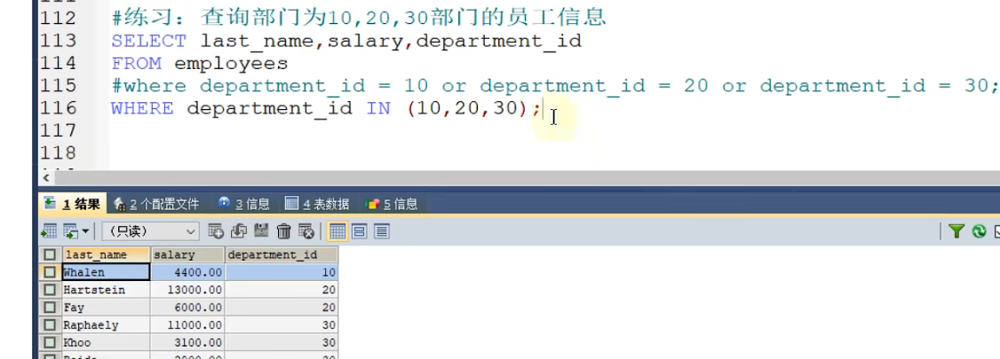 112 #练习：查询部门为10,20,30部门的员工信息
113 SELECT last_name,salary,department_id
114 FROM employees
115 #where department_id = 10 or department_id = 20 or department_id = 30;
116 WHERE department_id IN (10,20,30);
117
118
1 结果 2 个配置文件 3 信息 4 表数据 5 信息
（只读）
last_name salary department_id
Whalen 4400.00 10
Hartstein 13000.00 20
Fay 6000.00 20
Raphaely 11000.00 30
Khoo 3100.00 30